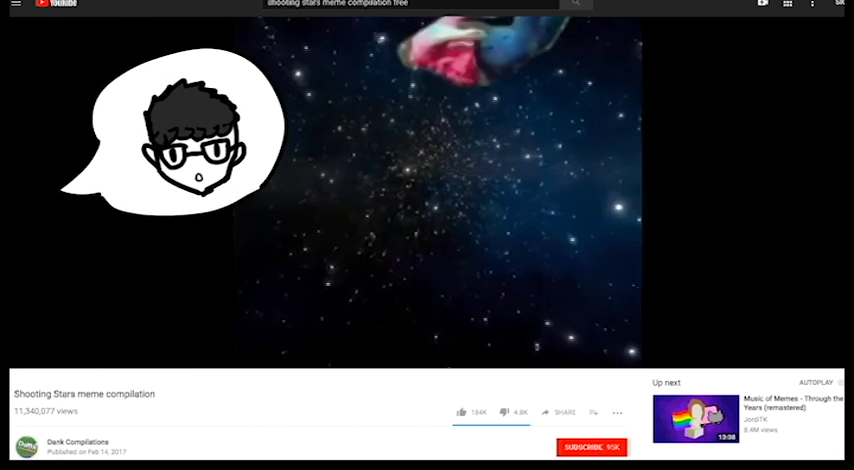 YouTube
shooting stars meme compilation free
Shooting Stars meme compilation
11,340,077 views
184K
4.8K
SHARE
Dank Compilations
Published on Feb 14, 2017
SUBSCRIBE 95K
Up next
AUTOPLAY
Music of Memes - Through the
Years (remastered)
JordiTK
8.4M views
13:38